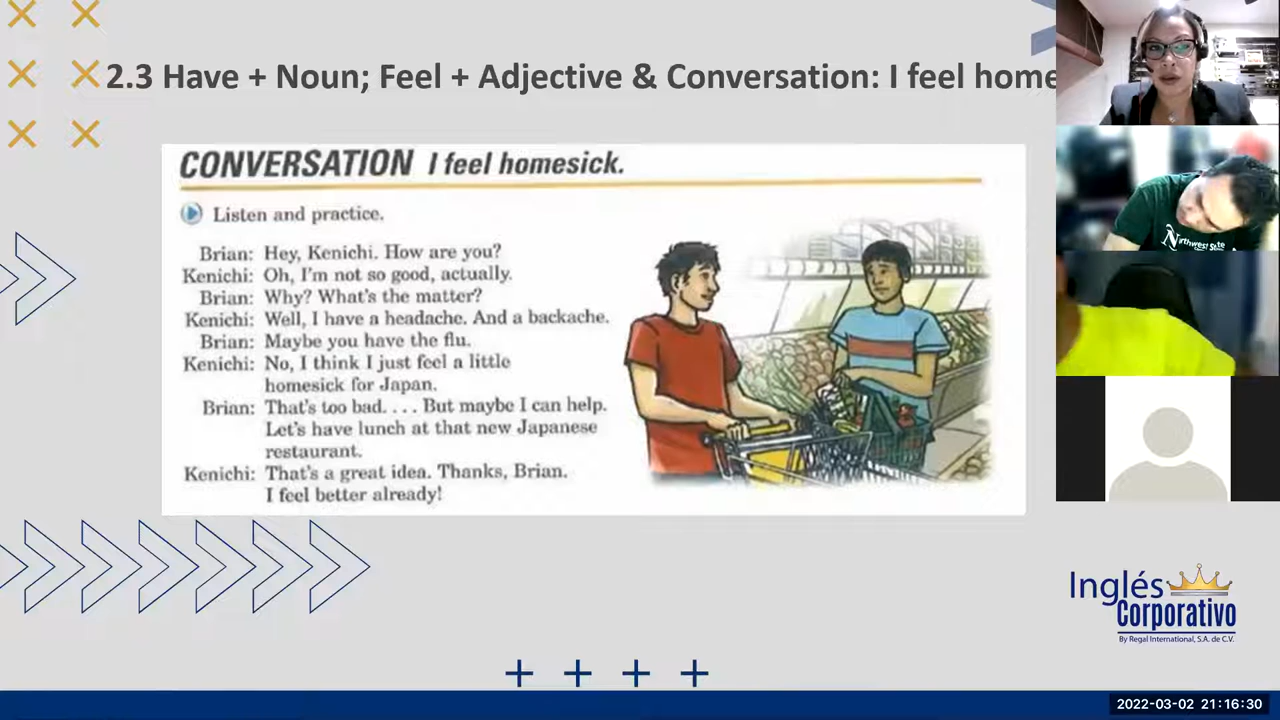 2.3 Have + Noun; Feel + Adjective & Conversation: I feel home
CONVERSATION I feel homesick.
Listen and practice.
Brian: Hey, Kenichi. How are you?
Kenichi: Oh, I'm not so good, actually.
Brian: Why? What's the matter?
Kenichi: Well, I have a headache. And a backache.
Brian: Maybe you have the flu.
Kenichi: No, I think I just feel a little
homesick for Japan.
Brian: That's too bad. . . . But maybe I can help.
Let's have lunch at that new Japanese
restaurant.
Kenichi: That's a great idea. Thanks, Brian.
I feel better already!
Northwest State
Inglés
Corporativo
By Regal International, S.A. de C.V.
2022-03-02 21:16:30